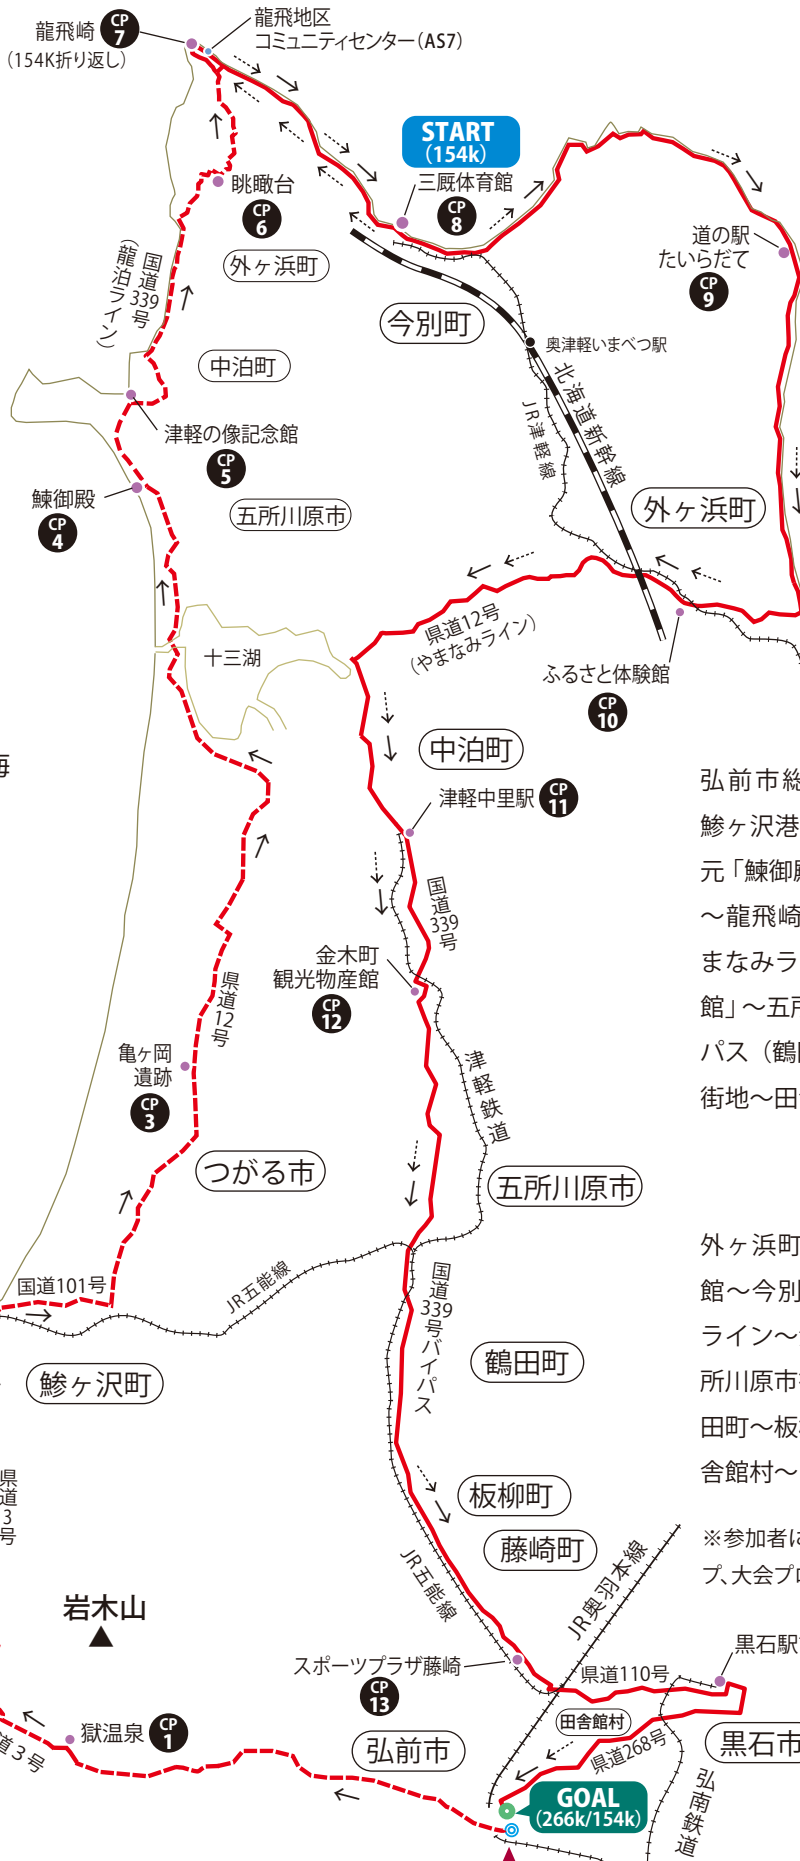 龍飛崎
CP
7
(154K折り返し)
龍飛地区
コミュニティセンター(AS7)
START
(154k)
三厩体育館
CP
8
眺瞰台
CP
6
外ヶ浜町
国道339号
(龍泊ライン)
道の駅
たいらだて
CP
9
今別町
奥津軽いまべつ駅
北海道新幹線
JR津軽線
中泊町
津軽の像記念館
CP
5
鰊御殿
CP
4
五所川原市
外ヶ浜町
県道12号
(やまなみライン)
十三湖
ふるさと体験館
CP
10
中泊町
海
津軽中里駅
CP
11
弘前市総
鰺ヶ沢港
元「鰊御殿
～龍飛崎
まなみラ
館」～五所
パス（鶴田
街地～田舎
国道339号
金木町
観光物産館
CP
12
県道12号
亀ヶ岡
遺跡
CP
3
津軽鉄道
つがる市
五所川原市
外ヶ浜町
館～今別
ライン～
所川原市
田町～板
舎館村～
国道101号
JR五能線
国道339号バイパス
鶴田町
鰺ヶ沢町
県道3号
板柳町
藤崎町
※参加者に
プ、大会プロ
JR五能線
JR奥羽本線
岩木山
スポーツプラザ藤崎
CP
13
県道110号
黒石駅
田舎館村
県道268号
黒石市
獄温泉
CP
1
道3号
弘前市
GOAL
(266k/154k)
弘南鉄道